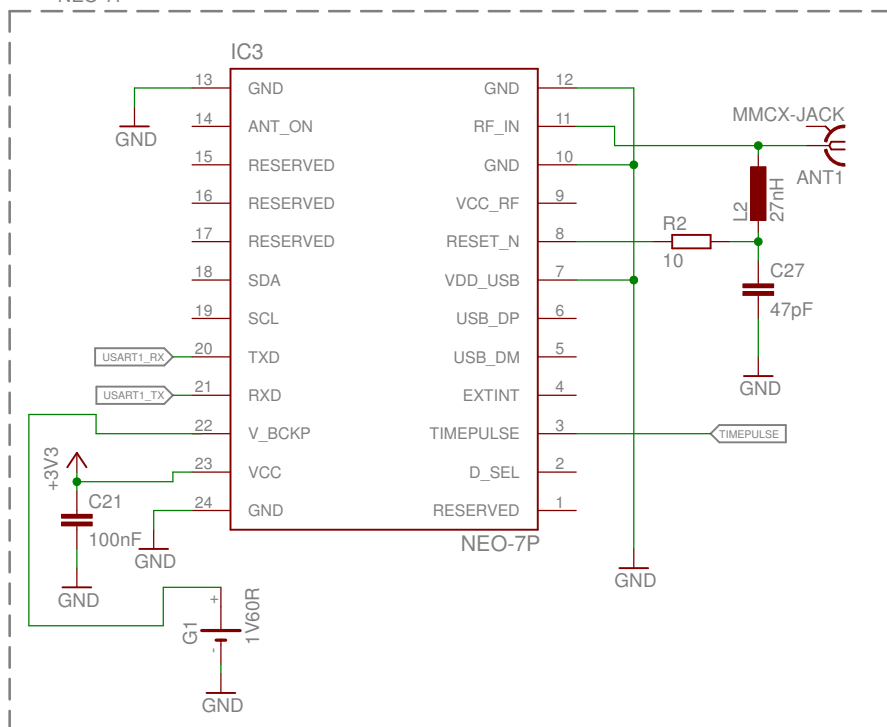 IC3
13 GND GND 12
14 ANT_ON RF_IN 11
15 RESERVED GND 10
16 RESERVED VCC_RF 9
17 RESERVED RESET_N 8
18 SDA VDD_USB 7
19 SCL USB_DP 6
20 TXD USB_DM 5
21 RXD EXTINT 4
22 V_BCKP TIMEPULSE 3
23 VCC D_SEL 2
24 GND RESERVED 1
NEO-7P
GND
USART1_RX
USART1_TX
+3V3
C21
100nF
GND
GND
G1
+
-
1V60R
GND
MMCX-JACK
ANT1
L2
27nH
R2
10
C27
47pF
GND
TIMEPULSE
GND